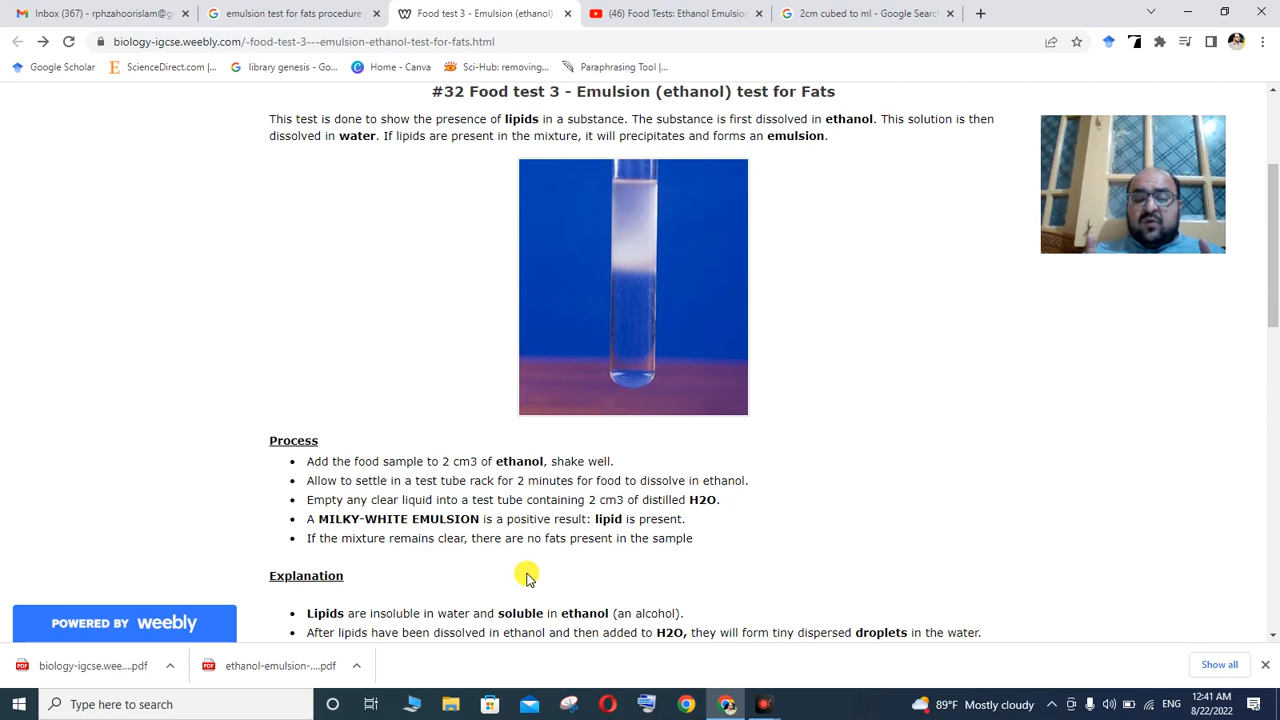 Inbox (367) - rphzahoorislam@g
emulsion test for fats procedure
Food test 3 - Emulsion (ethanol)
(46) Food Tests: Ethanol Emulsion
2cm cubed to ml - Google Search
biology-igcse.weebly.com/-food-test-3---emulsion-ethanol-test-for-fats.html
Google Scholar
ScienceDirect.com |...
library genesis - Go...
Home - Canva
Sci-Hub: removing...
Paraphrasing Tool |...
#32 Food test 3 - Emulsion (ethanol) test for Fats
This test is done to show the presence of lipids in a substance. The substance is first dissolved in ethanol. This solution is then
dissolved in water. If lipids are present in the mixture, it will precipitates and forms an emulsion.
Process
• Add the food sample to 2 cm3 of ethanol, shake well.
• Allow to settle in a test tube rack for 2 minutes for food to dissolve in ethanol.
• Empty any clear liquid into a test tube containing 2 cm3 of distilled H2O.
• A MILKY-WHITE EMULSION is a positive result: lipid is present.
• If the mixture remains clear, there are no fats present in the sample
Explanation
• Lipids are insoluble in water and soluble in ethanol (an alcohol).
• After lipids have been dissolved in ethanol and then added to H2O, they will form tiny dispersed droplets in the water.
POWERED BY weebly
biology-igcse.wee....pdf
ethanol-emulsion-....pdf
Show all
Type here to search
89°F Mostly cloudy
ENG
12:41 AM
8/22/2022